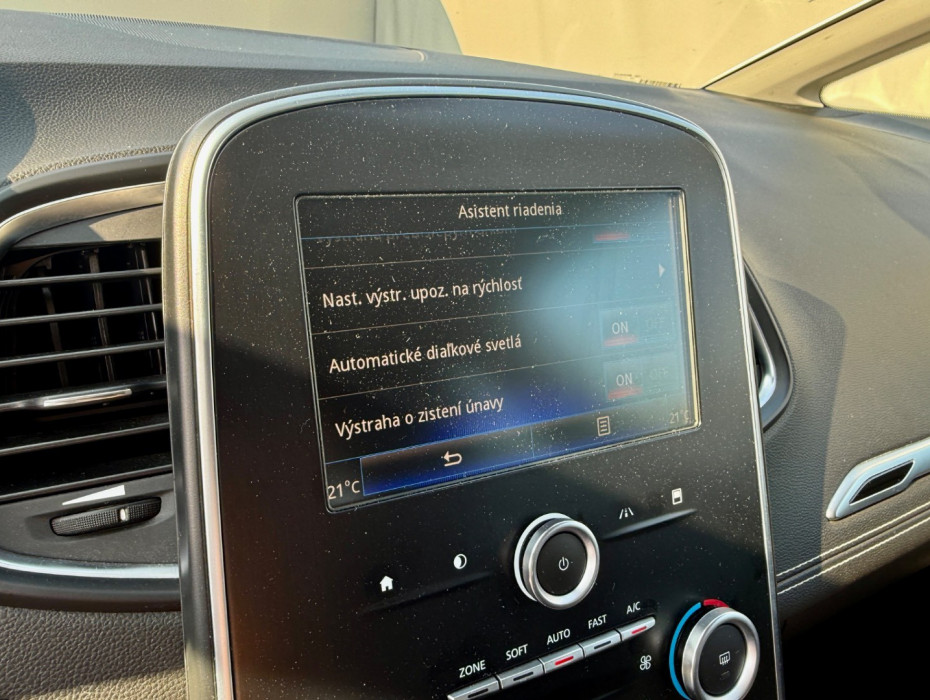 Asistent riadenia
Nast. výstr. upoz. na rýchlosť
Automatické diaľkové svetlá
ON OFF
Výstraha o zistení únavy
ON
21°C
21°C
ZONE SOFT AUTO FAST A/C